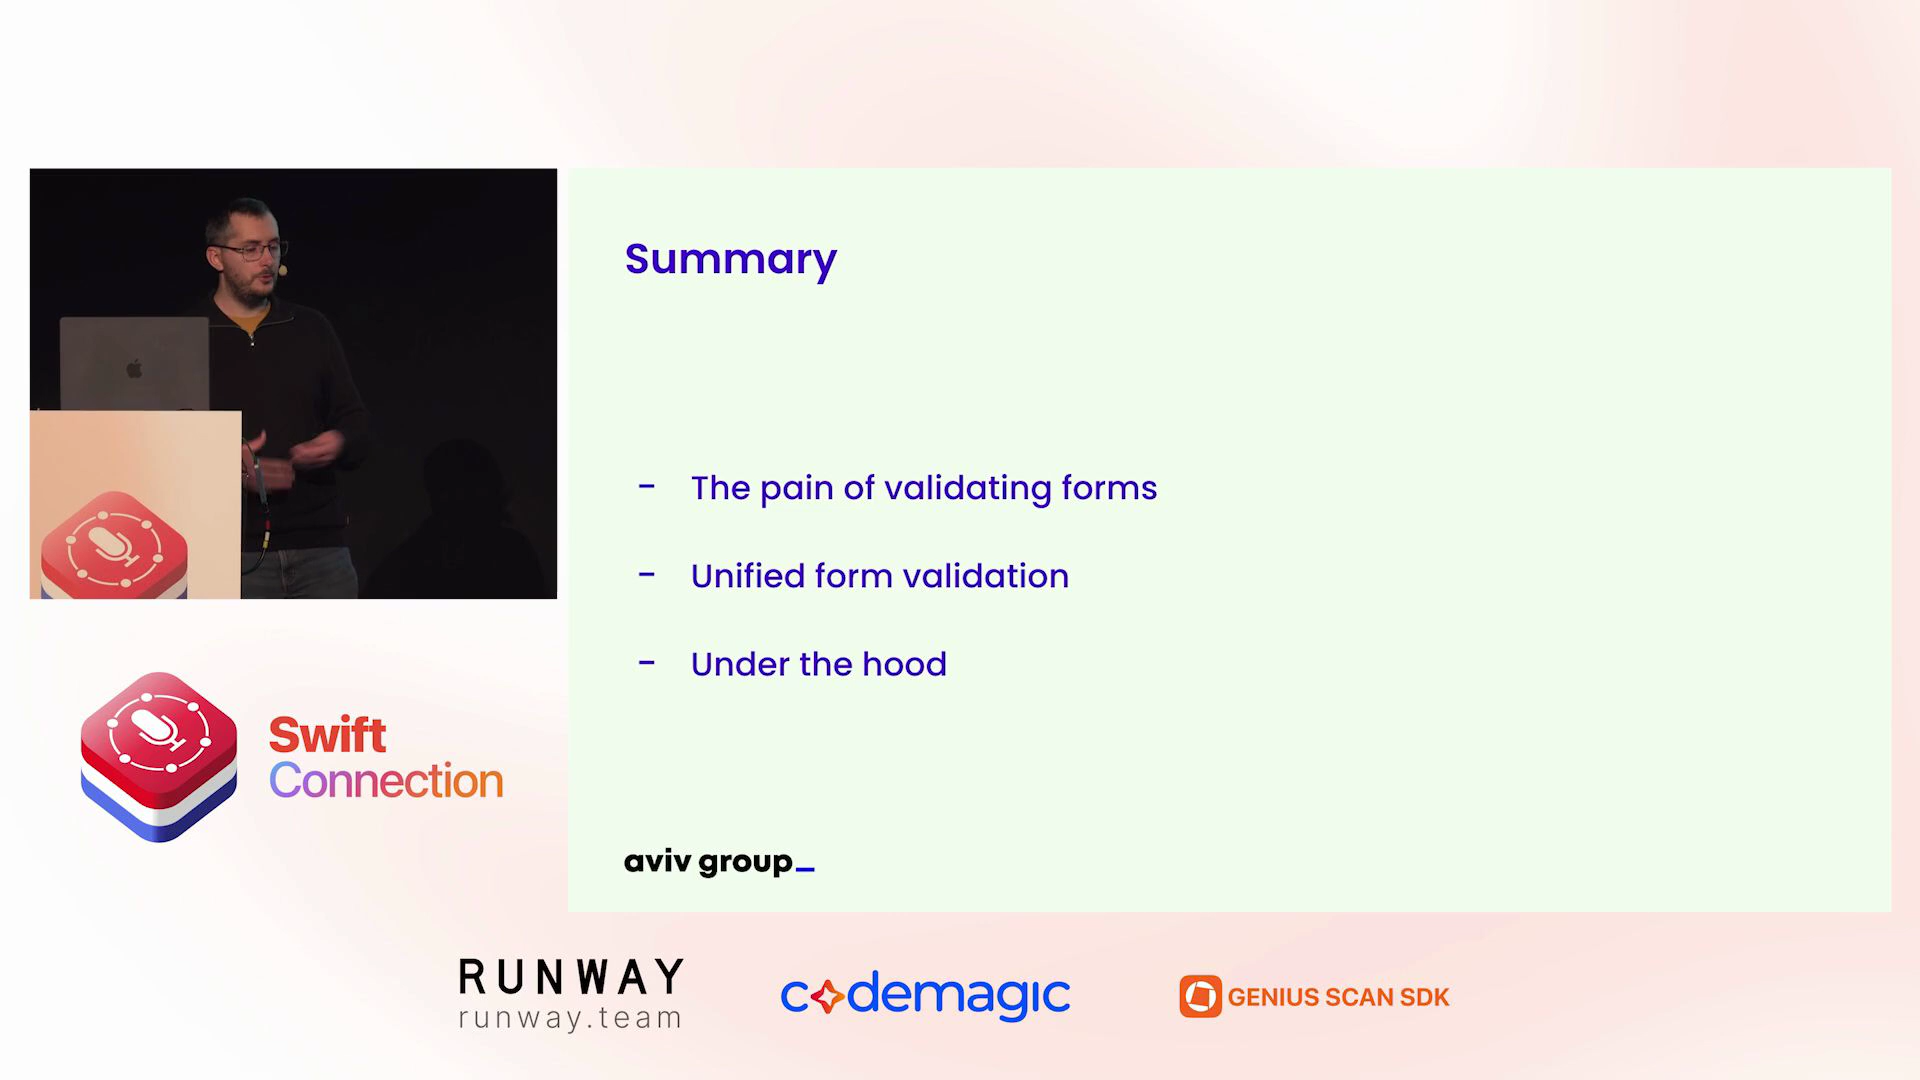 Summary
- The pain of validating forms
- Unified form validation
- Under the hood
aviv group_
Swift
Connection
RUNWAY
runway.team
codemagic
GENIUS SCAN SDK